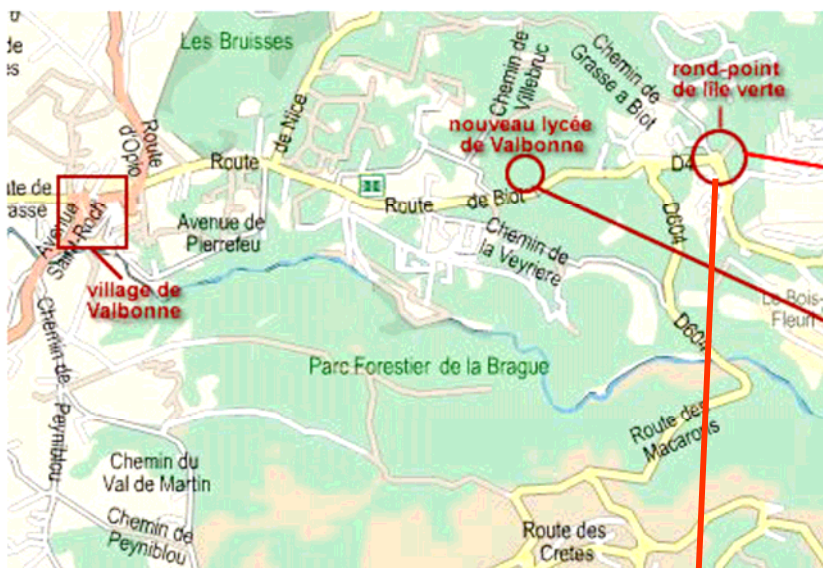 Les Bruisses
Chemin de
Villebruc
Chemin de
Grasse a Biot
rond-point
de l'île verte
nouveau lycée
de Valbonne
Route
d'Opio
Route
de Nice
D4
Route
de Biot
Avenue
Saint-Roch
Avenue de
Pierrefeu
Chemin de
la Veyriere
D604
village de
Valbonne
Le Bois-
Fleuri
D604
Chemin de
Peyniblou
Parc Forestier de la Brague
Route des
Macarons
Chemin du
Val de Martin
Chemin de
Peyniblou
Route des
Cretes